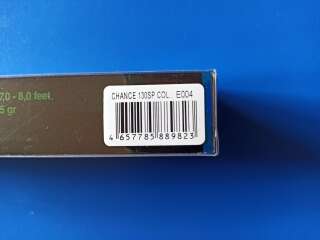 CHANCE 130SP COL. E004
7,0 - 8,0 feet.
5 gr
4 657785 889823